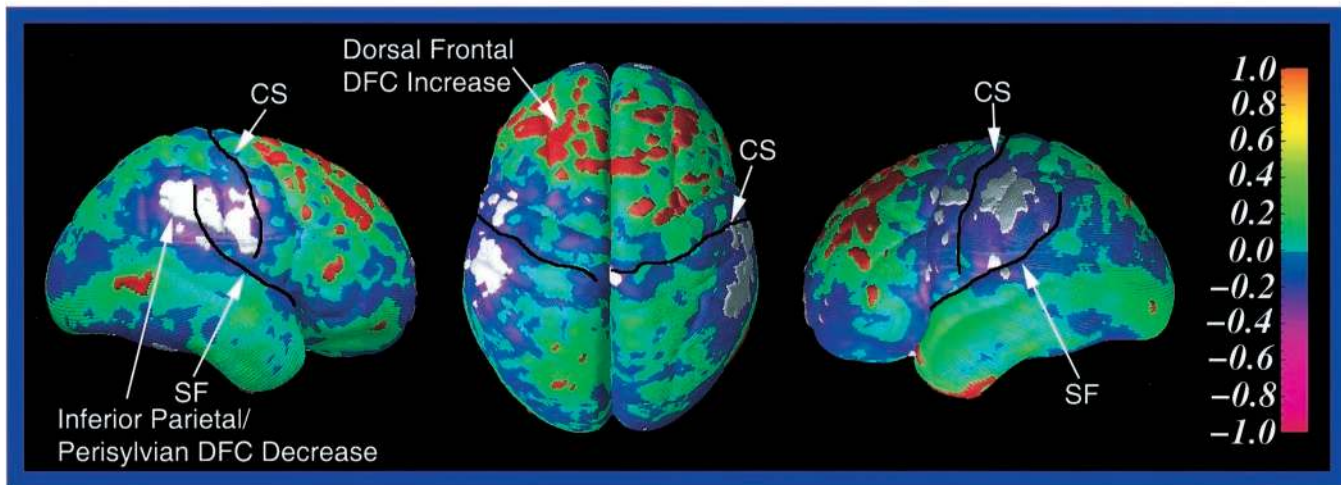 Dorsal Frontal
DFC Increase
CS
CS
CS
SF
SF
Inferior Parietal/
Perisylvian DFC Decrease
1.0
0.8
0.6
0.4
0.2
0.0
−0.2
−0.4
−0.6
−0.8
−1.0